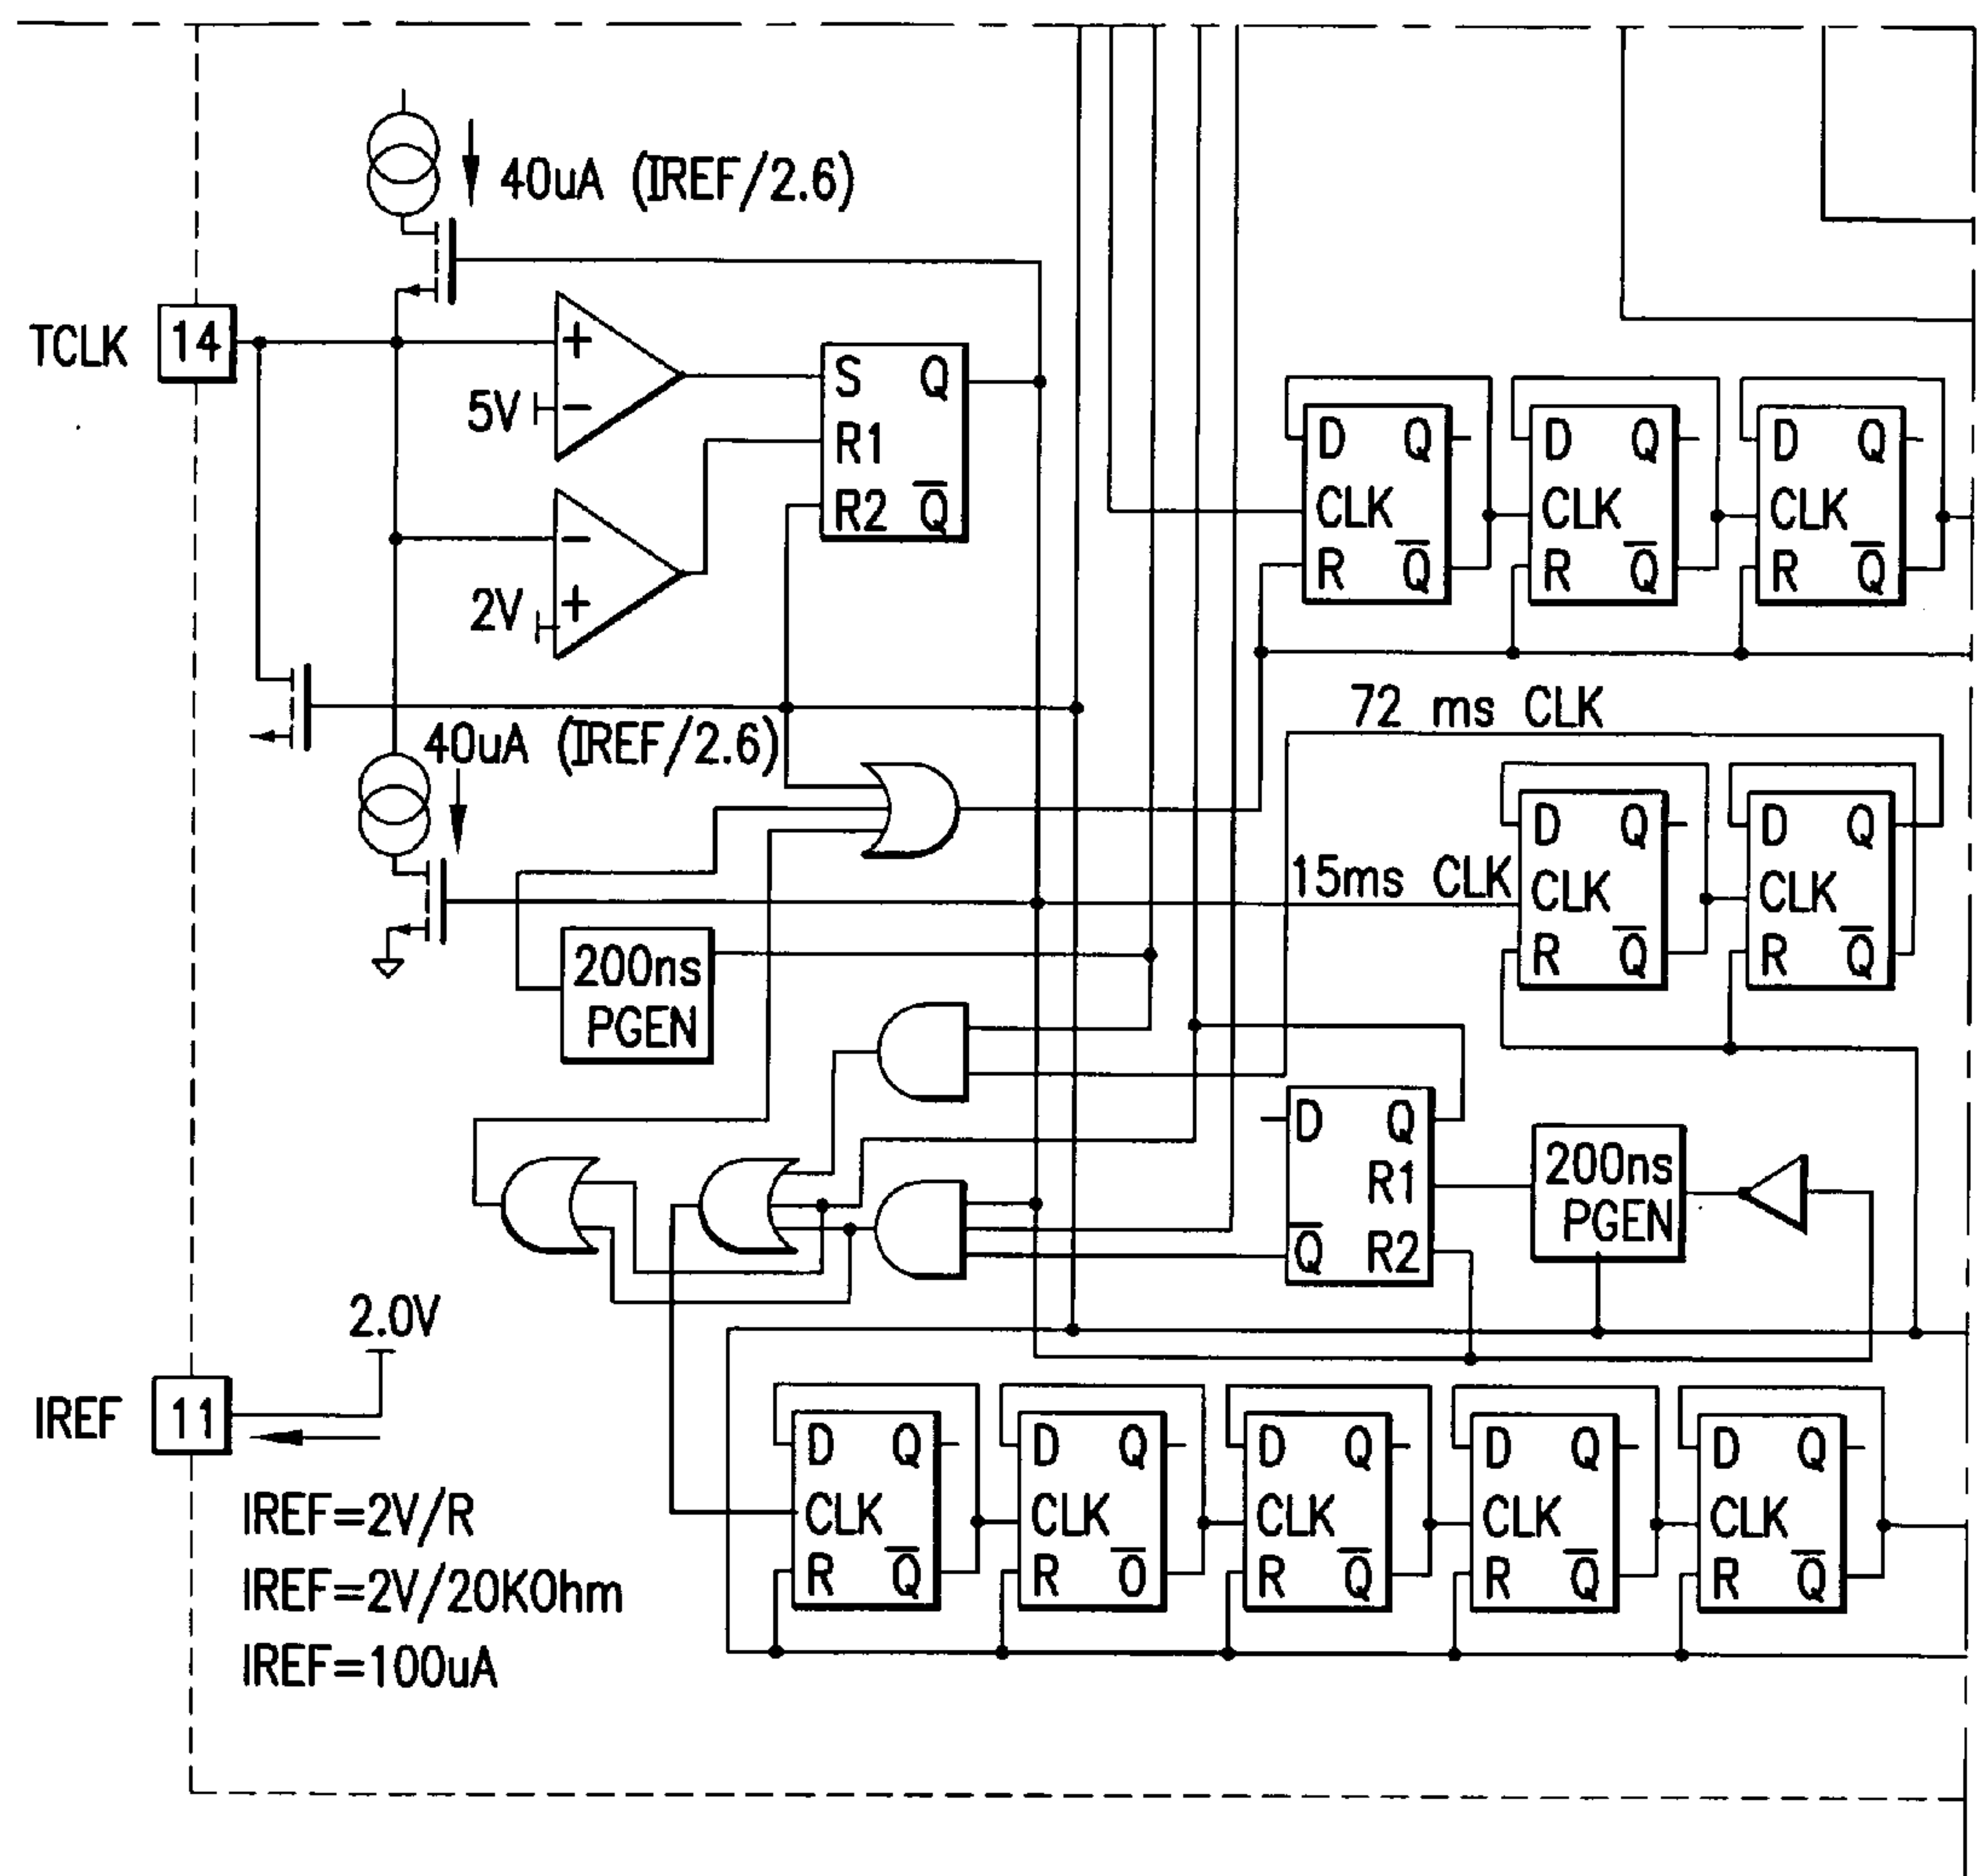 40uA (IREF/2.6)
TCLK 14
+
5V −
S Q
R1
R2 Q̅
−
2V +
D Q
CLK
R Q̅
D Q
CLK
R Q̅
D Q
CLK
R Q̅
40uA (IREF/2.6)
72 ms CLK
15ms CLK
D Q
CLK
R Q̅
D Q
CLK
R Q̅
200ns
PGEN
D Q
R1
Q̅ R2
200ns
PGEN
2.0V
IREF 11
IREF=2V/R
IREF=2V/20KOhm
IREF=100uA
D Q
CLK
R Q̅
D Q
CLK
R O̅
D Q
CLK
R Q̅
D Q
CLK
R Q̅
D Q
CLK
R Q̅